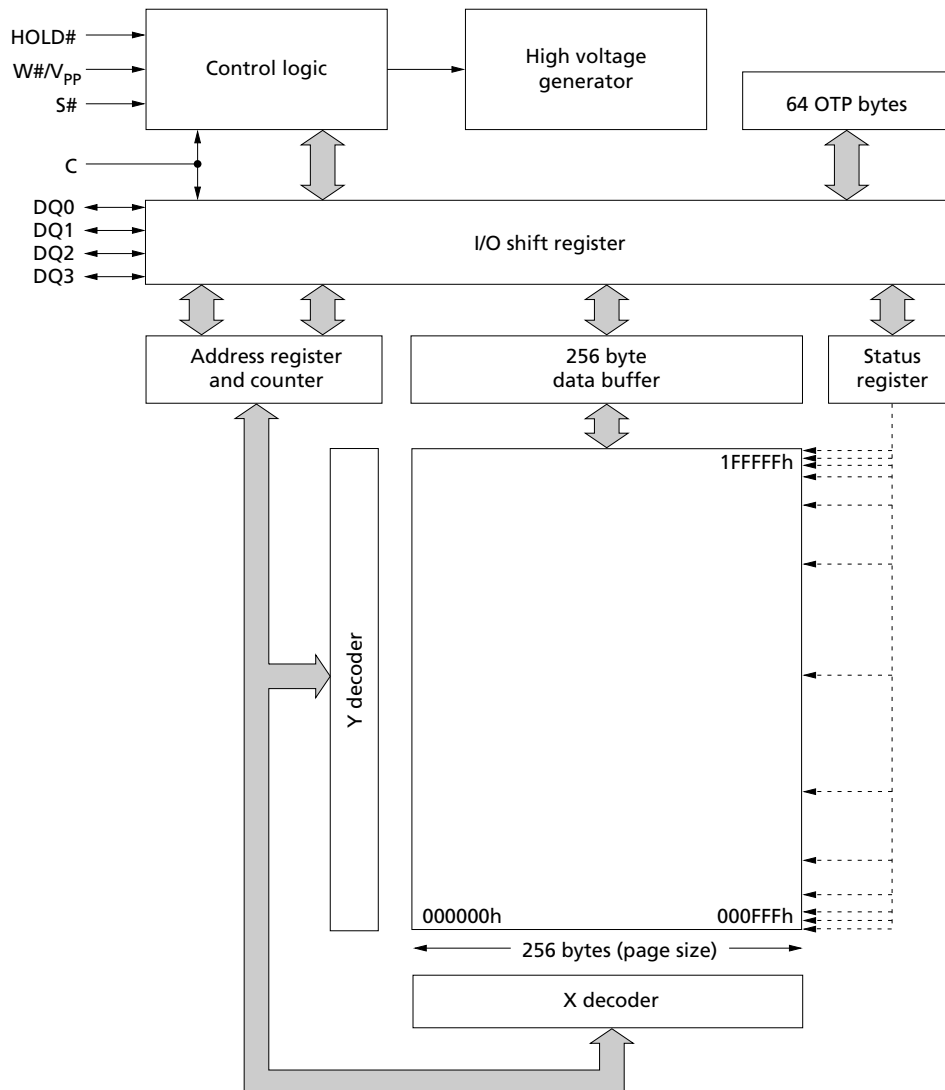 HOLD#
W#/VPP
S#
Control logic
High voltage
generator
64 OTP bytes
C
DQ0
DQ1
DQ2
DQ3
I/O shift register
Address register
and counter
256 byte
data buffer
Status
register
1FFFFFh
Y decoder
000000h
000FFFh
256 bytes (page size)
X decoder